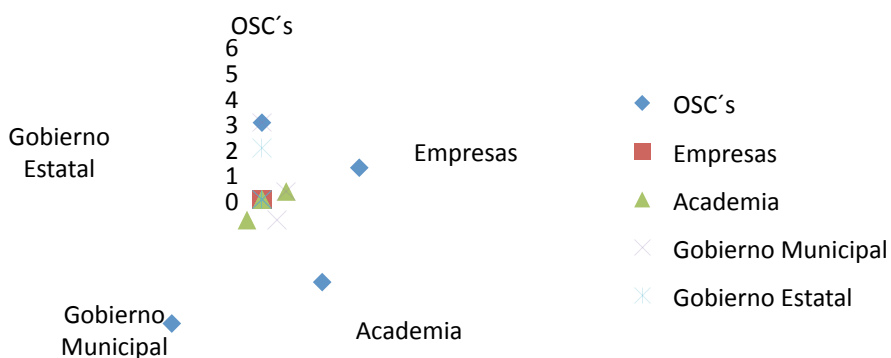 OSC´s
6
5
4
3
2
1
0
Empresas
Academia
Gobierno
Municipal
Gobierno
Estatal
OSC´s
Empresas
Academia
Gobierno Municipal
Gobierno Estatal